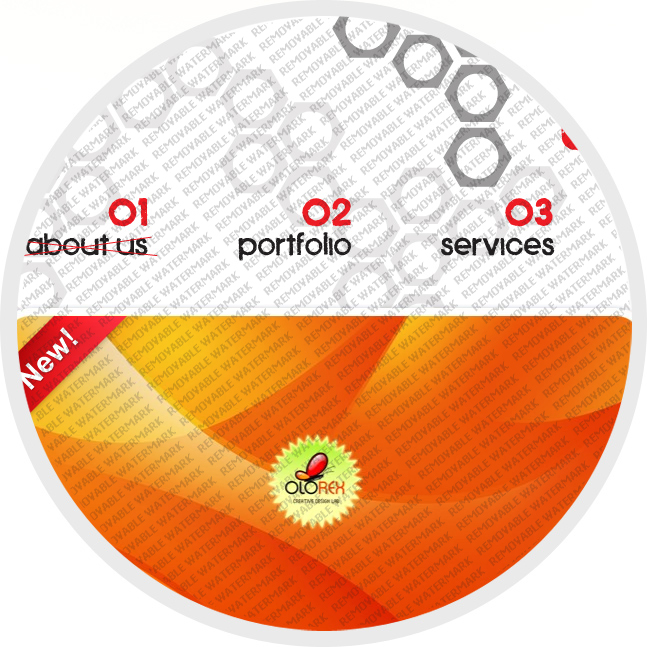 REMOVABLE WATERMARK
01
about us
02
portfolio
03
services
New!
OLOREX
CREATIVE DESIGN LAB